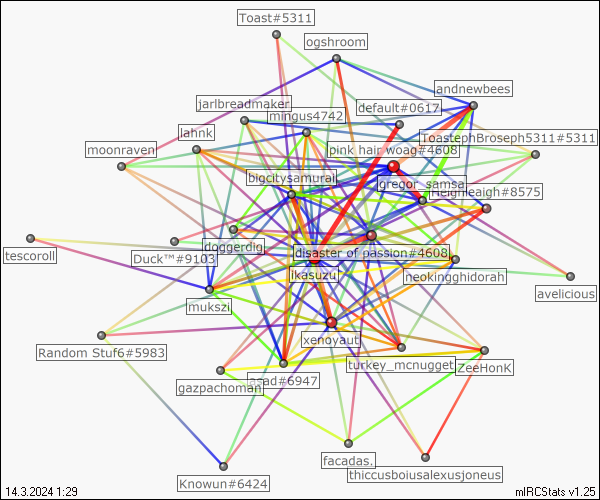 Toast#5311
ogshroom
andnewbees
jarlbreadmaker
default#0617
mingus4742
lahnk
ToastephBroseph5311#5311
moonraven
pink hair woag#4608
bigcitysamurai
gregor_samsa.
#8575
doggerdig
tescoroll
Duck™#9103
disaster of passion#4608
ikasuzu
neokingghidorah
avelicious
mukszi
xenoyaut
Random Stuf6#5983
turkey_mcnugget
ZeeHonK
gazpachoman
asad#6947
facadas.
thiccusboiusalexusjoneus
Knowun#6424
14.3.2024 1:29
mIRCStats v1.25